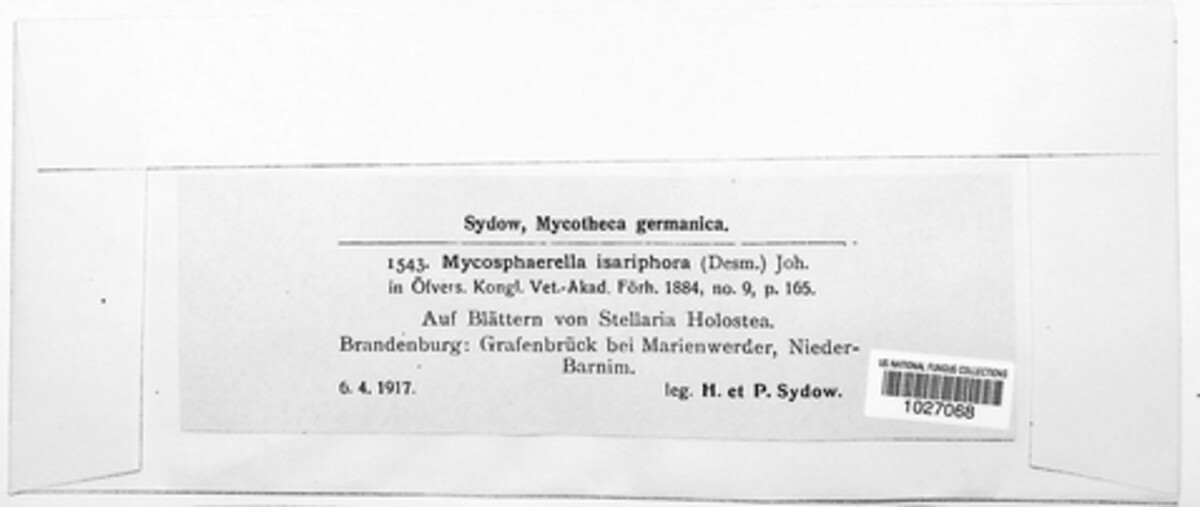 Sydow, Mycotheca germanica.
1543. Mycosphaerella isariphora (Desm.) Joh.
in Öfvers. Kongl. Vet.-Akad. Förh. 1884, no. 9, p. 165.
Auf Blättern von Stellaria Holostea.
Brandenburg: Grafenbrück bei Marienwerder, Nieder-
Barnim.
6. 4. 1917. leg. H. et P. Sydow.
US NATIONAL FUNGUS COLLECTIONS
1027068